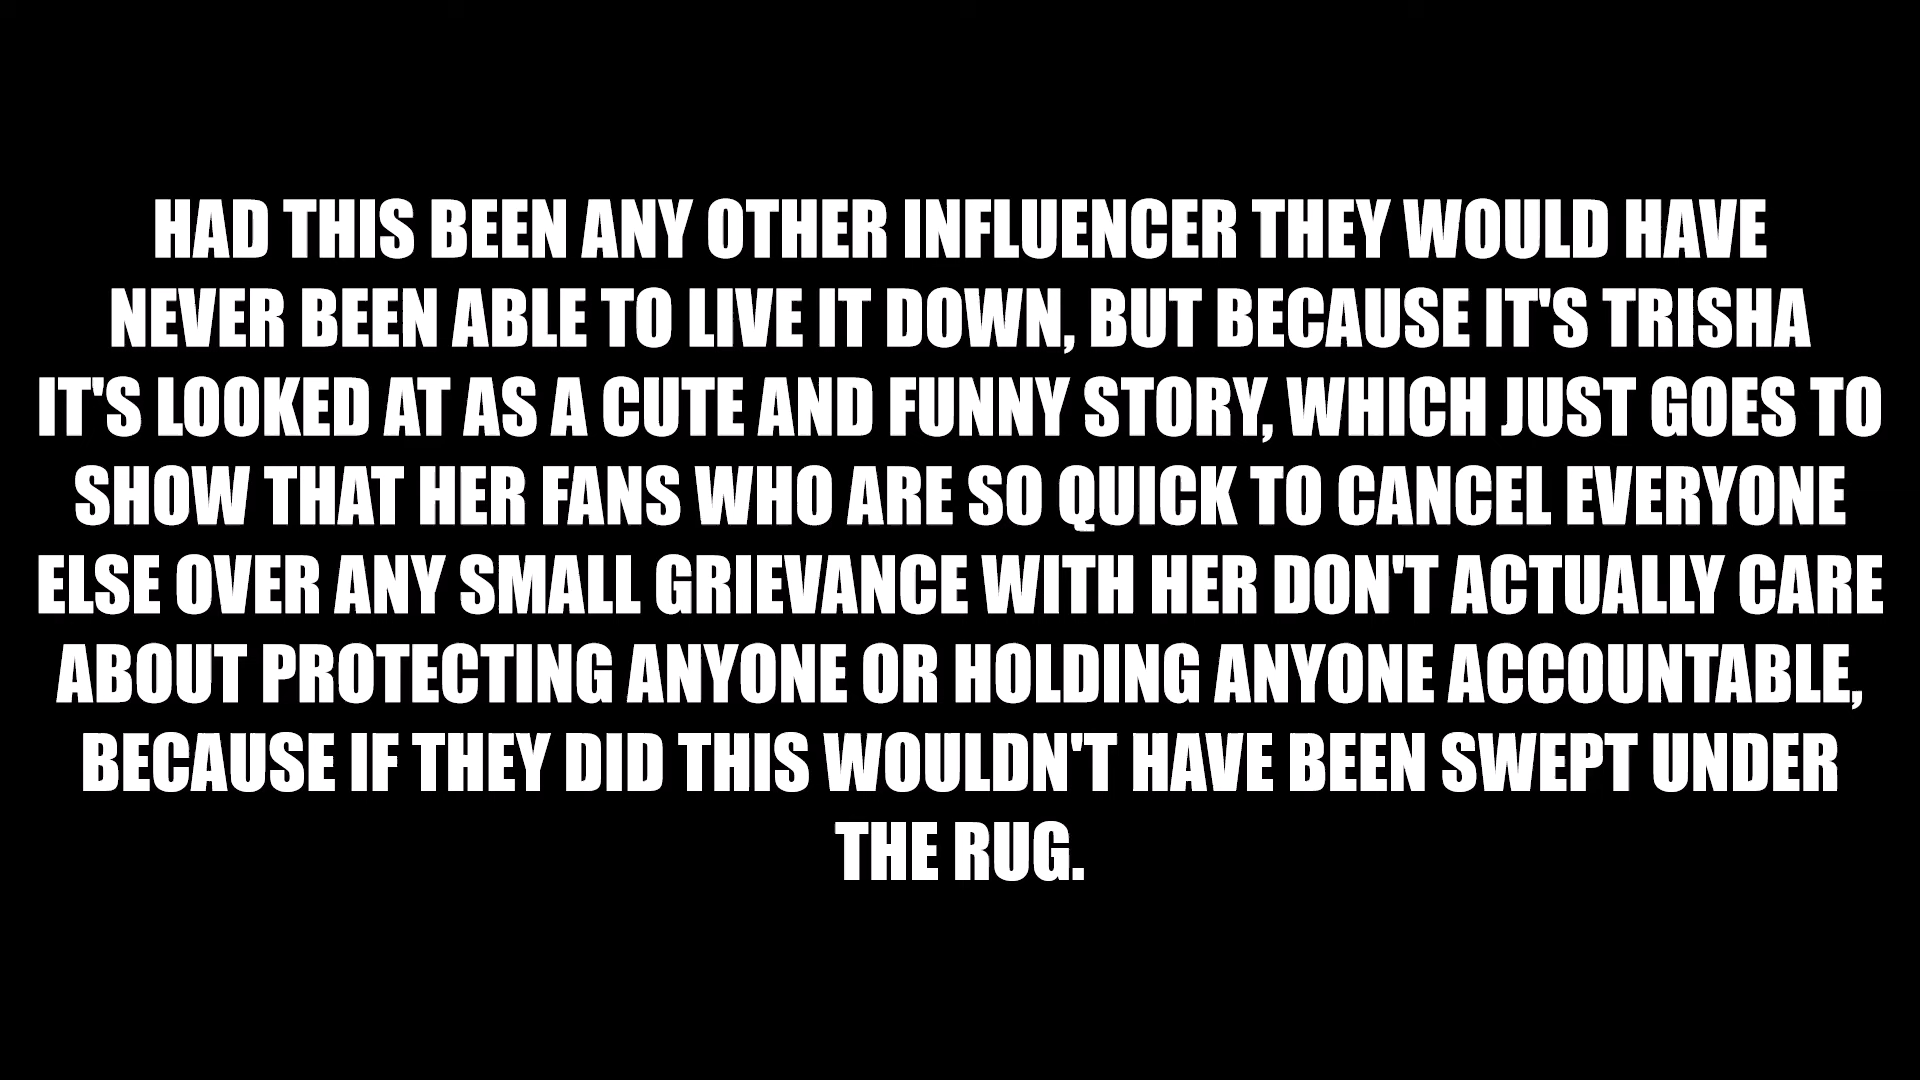 HAD THIS BEEN ANY OTHER INFLUENCER THEY WOULD HAVE
NEVER BEEN ABLE TO LIVE IT DOWN, BUT BECAUSE IT'S TRISHA
IT'S LOOKED AT AS A CUTE AND FUNNY STORY, WHICH JUST GOES TO
SHOW THAT HER FANS WHO ARE SO QUICK TO CANCEL EVERYONE
ELSE OVER ANY SMALL GRIEVANCE WITH HER DON'T ACTUALLY CARE
ABOUT PROTECTING ANYONE OR HOLDING ANYONE ACCOUNTABLE,
BECAUSE IF THEY DID THIS WOULDN'T HAVE BEEN SWEPT UNDER
THE RUG.